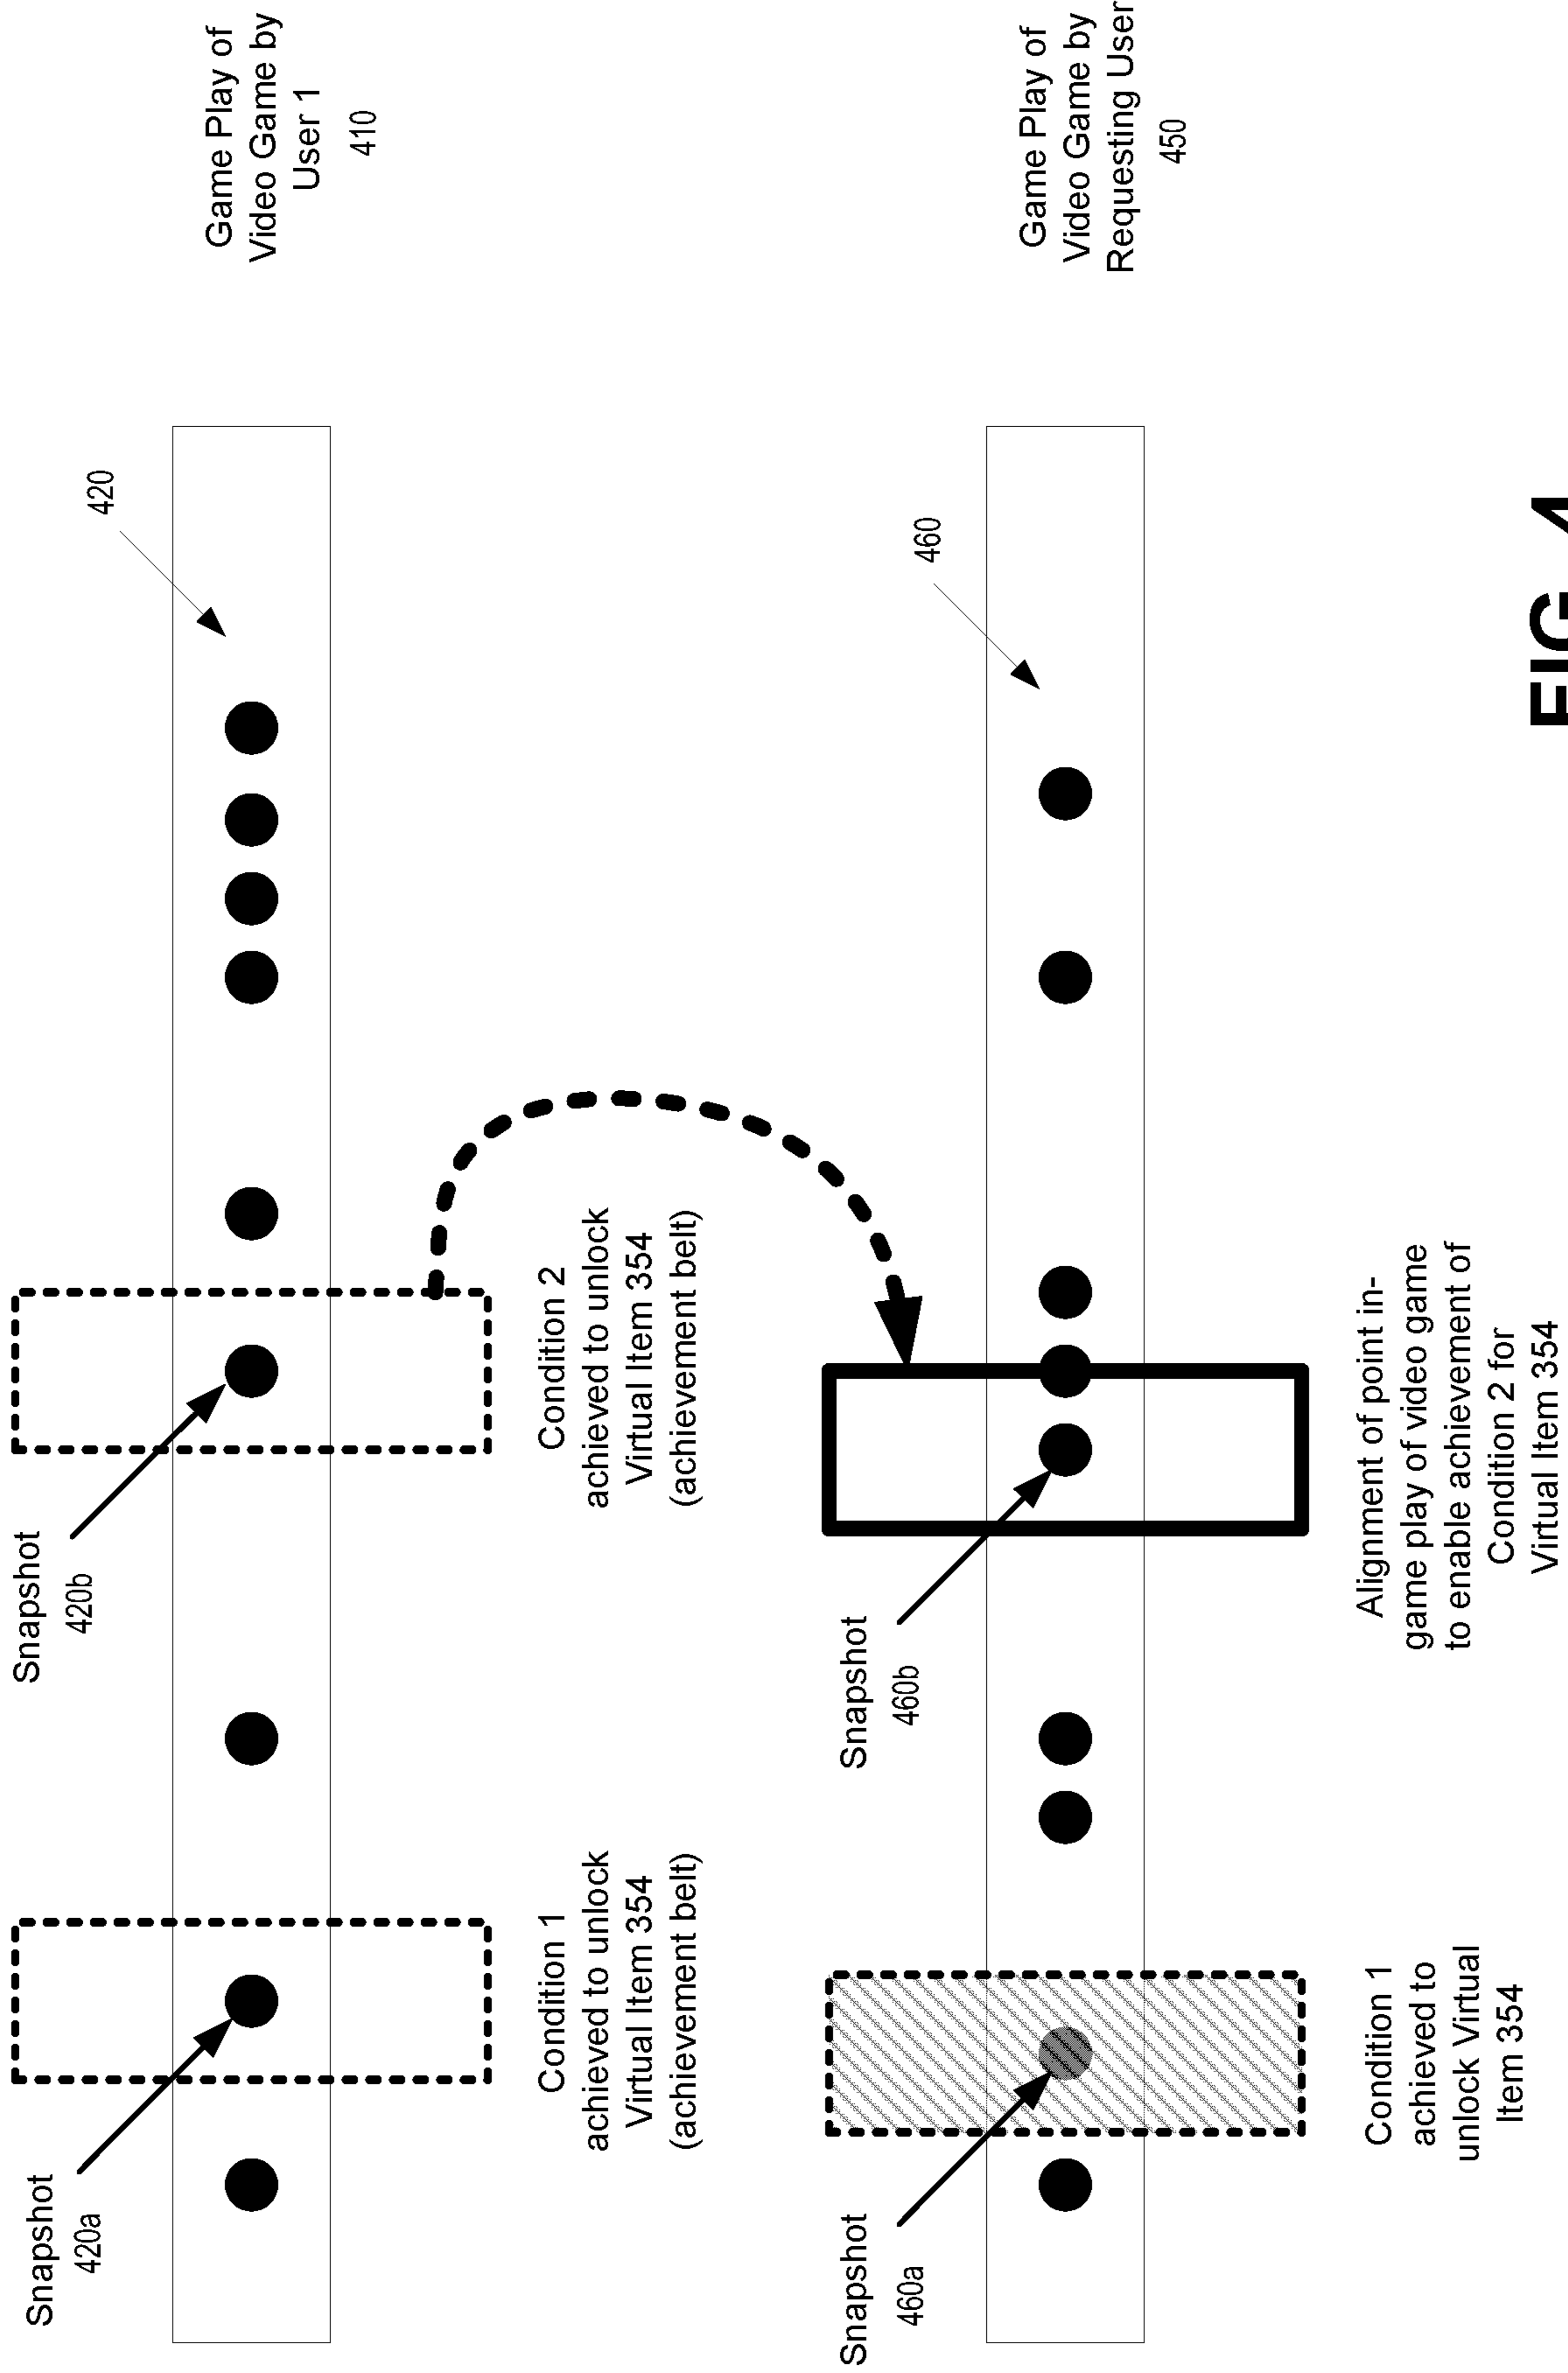 Game Play of
Video Game by
User 1
410
420
Snapshot
420a
Snapshot
420b
Condition 1
achieved to unlock
Virtual Item 354
(achievement belt)
Condition 2
achieved to unlock
Virtual Item 354
(achievement belt)
Game Play of
Video Game by
Requesting User
450
460
Snapshot
460a
Snapshot
460b
Condition 1
achieved to
unlock Virtual
Item 354
Alignment of point in-
game play of video game
to enable achievement of
Condition 2 for
Virtual Item 354
FIG. 4